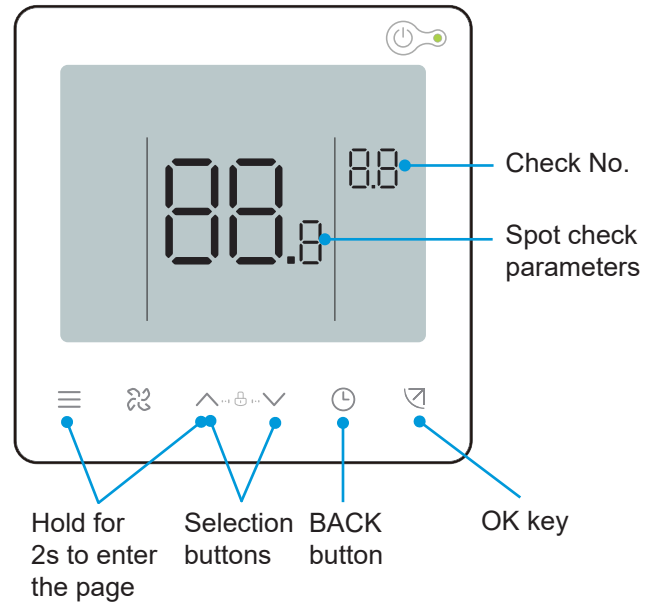 8.8
88.8
Check No.
Spot check
parameters
Hold for
2s to enter
the page
Selection
buttons
BACK
button
OK key